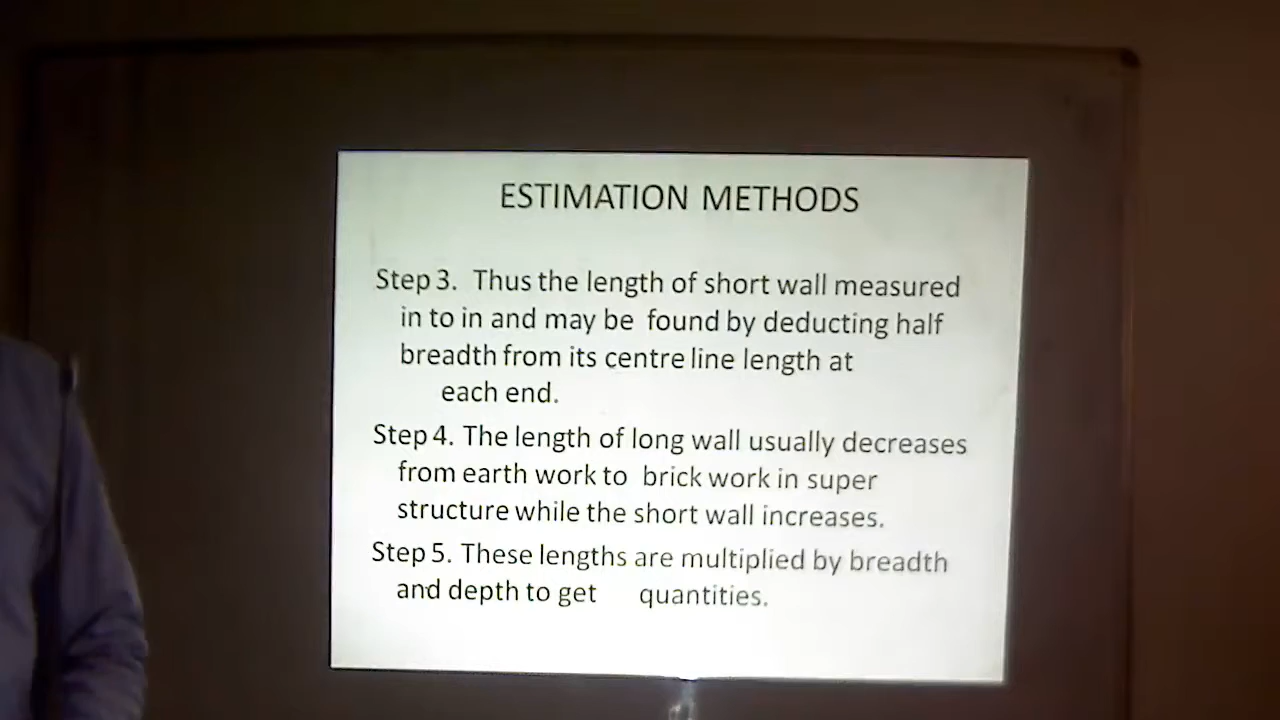 ESTIMATION METHODS
Step 3. Thus the length of short wall measured
in to in and may be found by deducting half
breadth from its centre line length at
each end.
Step 4. The length of long wall usually decreases
from earth work to brick work in super
structure while the short wall increases.
Step 5. These lengths are multiplied by breadth
and depth to get quantities.